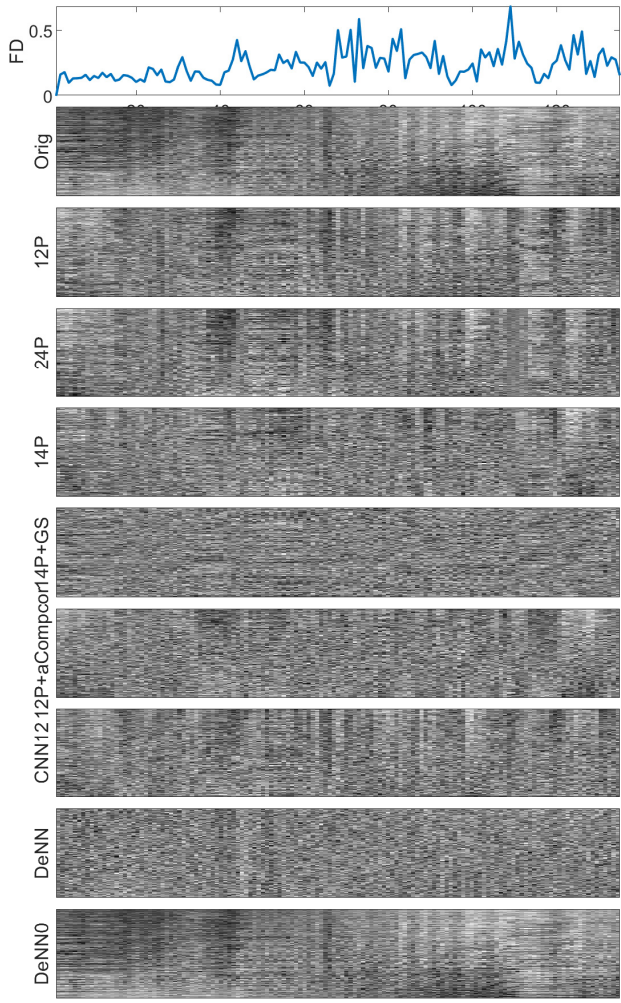 FD
0.5
0
Orig
12P
24P
14P
14P+GS
12P+aCompcor
CNN12
DeNN
DeNN0